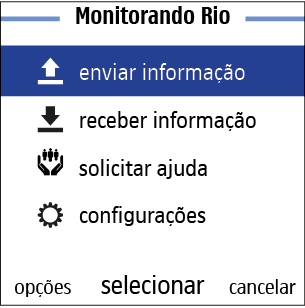 Monitorando Rio
enviar informação
receber informação
solicitar ajuda
configurações
opções selecionar cancelar